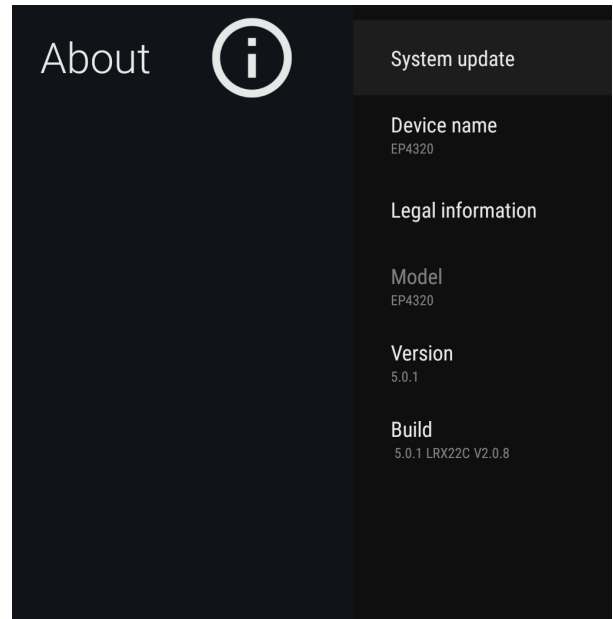 About
System update
Device name
EP4320
Legal information
Model
EP4320
Version
5.0.1
Build
5.0.1 LRX22C V2.0.8